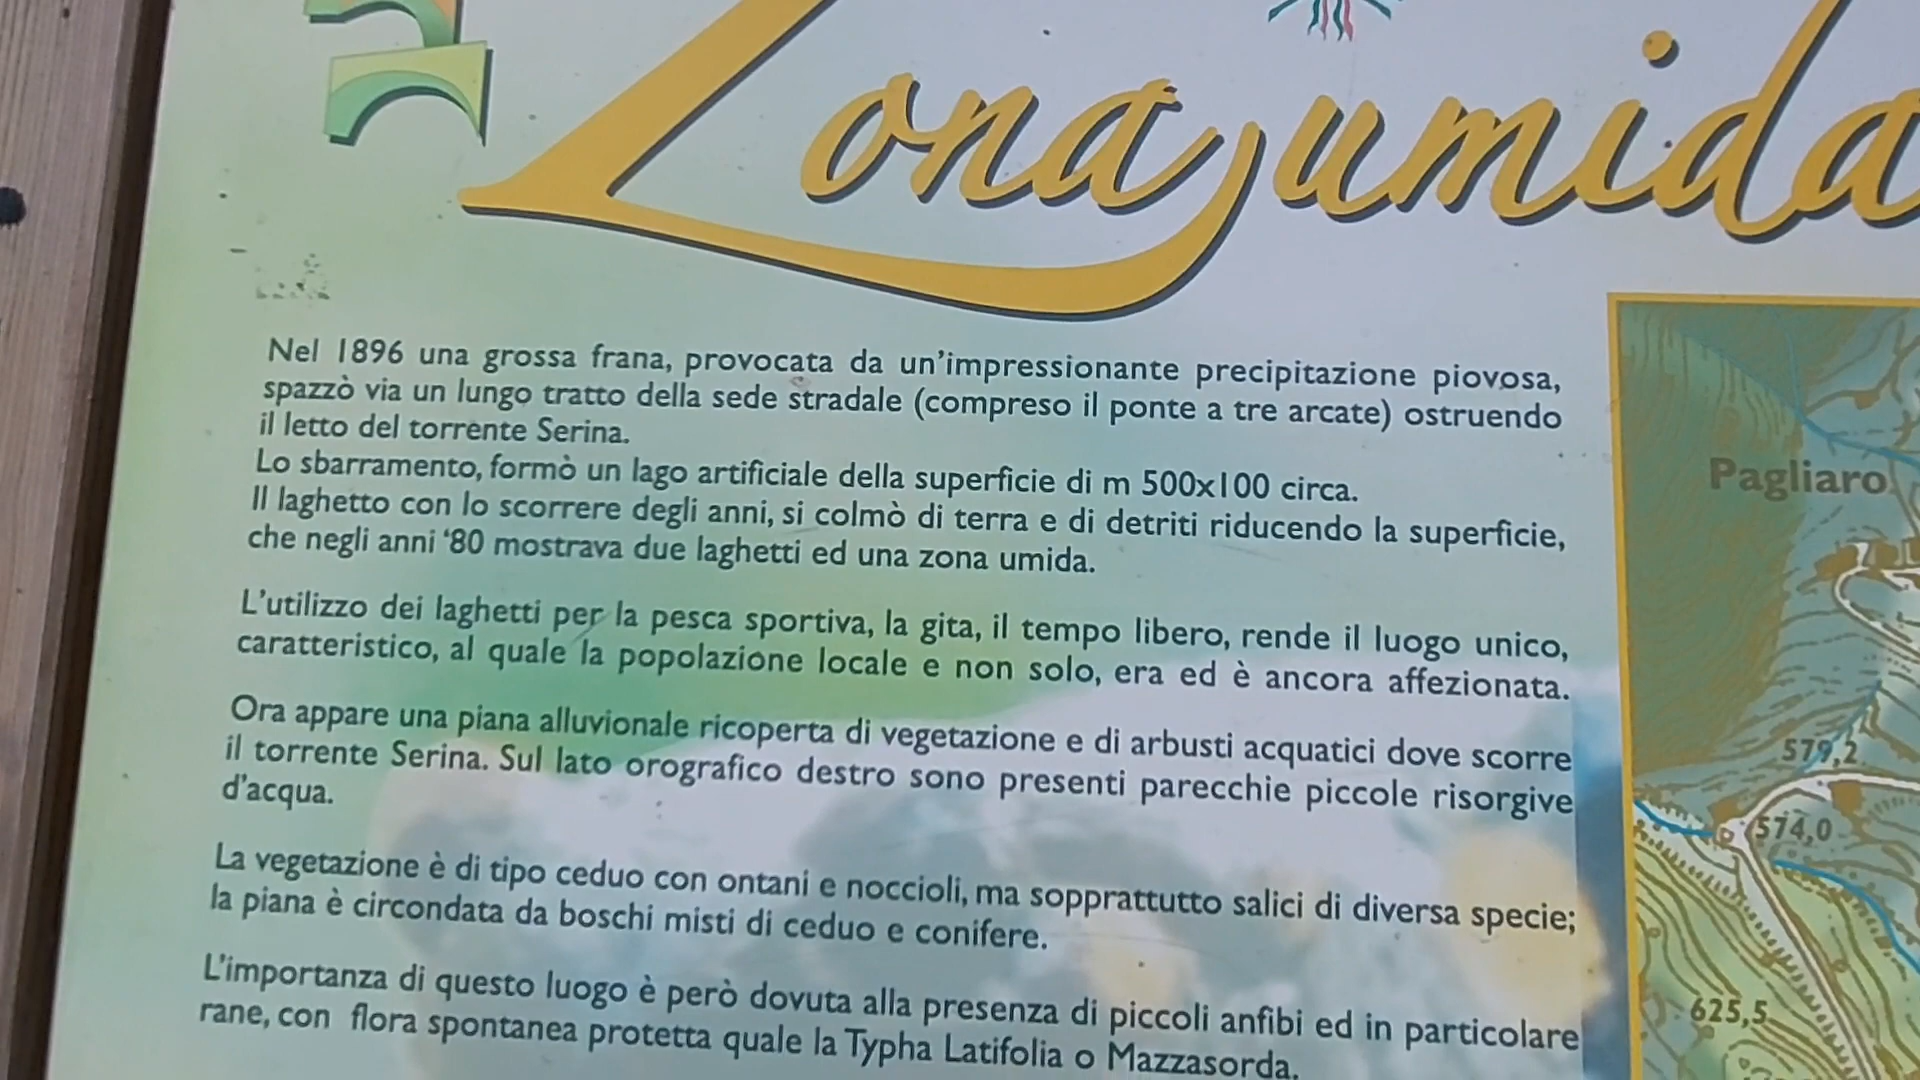 Zona umida
Nel 1896 una grossa frana, provocata da un'impressionante precipitazione piovosa,
spazzò via un lungo tratto della sede stradale (compreso il ponte a tre arcate) ostruendo
il letto del torrente Serina.
Lo sbarramento, formò un lago artificiale della superficie di m 500x100 circa.
Il laghetto con lo scorrere degli anni, si colmò di terra e di detriti riducendo la superficie,
che negli anni '80 mostrava due laghetti ed una zona umida.
L'utilizzo dei laghetti per la pesca sportiva, la gita, il tempo libero, rende il luogo unico,
caratteristico, al quale la popolazione locale e non solo, era ed è ancora affezionata.
Ora appare una piana alluvionale ricoperta di vegetazione e di arbusti acquatici dove scorre
il torrente Serina. Sul lato orografico destro sono presenti parecchie piccole risorgive
d'acqua.
La vegetazione è di tipo ceduo con ontani e noccioli, ma soprattutto salici di diversa specie;
la piana è circondata da boschi misti di ceduo e conifere.
L'importanza di questo luogo è però dovuta alla presenza di piccoli anfibi ed in particolare
rane, con flora spontanea protetta quale la Typha Latifolia o Mazzasorda.
Pagliaro
579,2
574,0
625,5